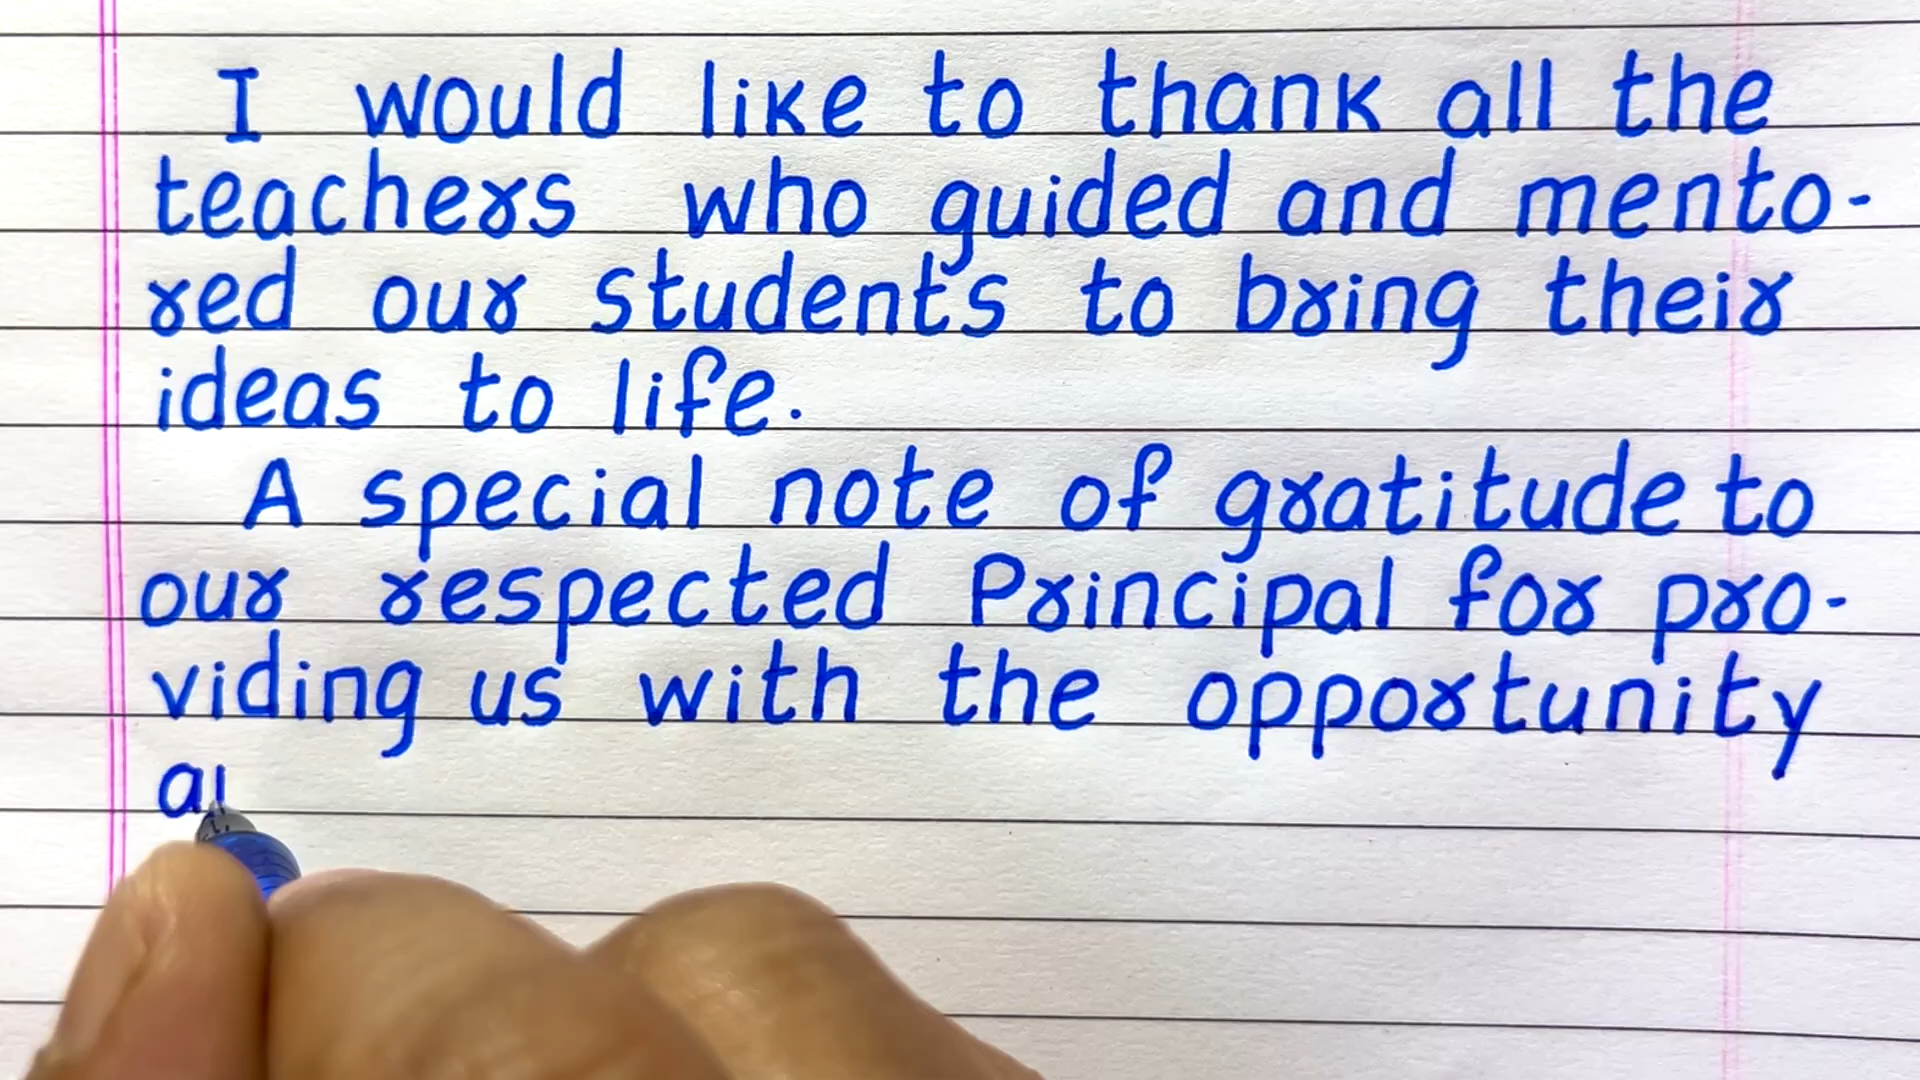 I would like to thank all the
teachers who guided and mento-
red our students to bring their
ideas to life.
A special note of gratitude to
our respected Principal for pro-
viding us with the opportunity